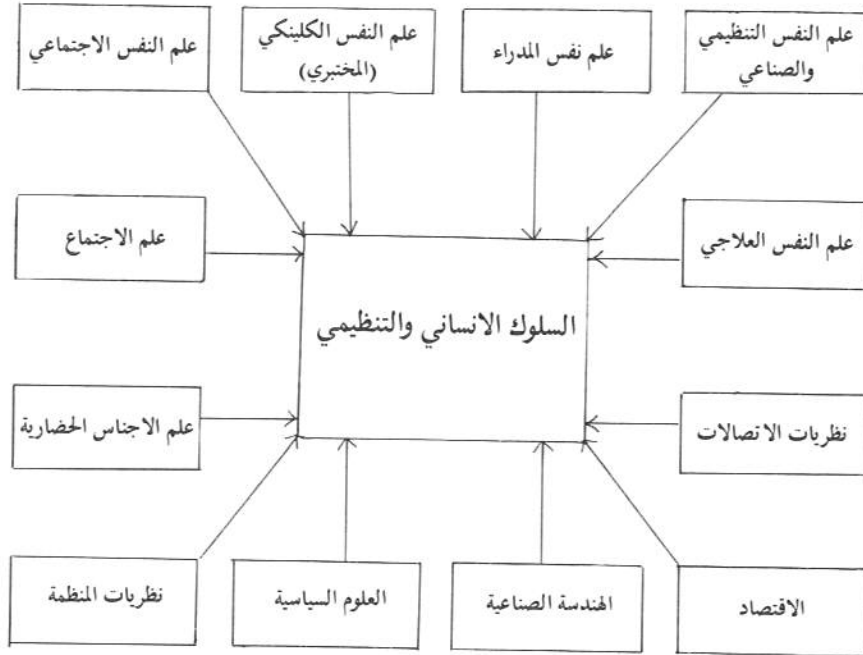 علم النفس التنظيمي
والصناعي
علم نفس المدراء
علم النفس الكلينكي
(المختبري)
علم النفس الاجتماعي
علم النفس العلاجي
علم الاجتماع
السلوك الانساني والتنظيمي
نظريات الاتصالات
علم الاجناس الحضارية
الاقتصاد
الهندسة الصناعية
العلوم السياسية
نظريات المنظمة